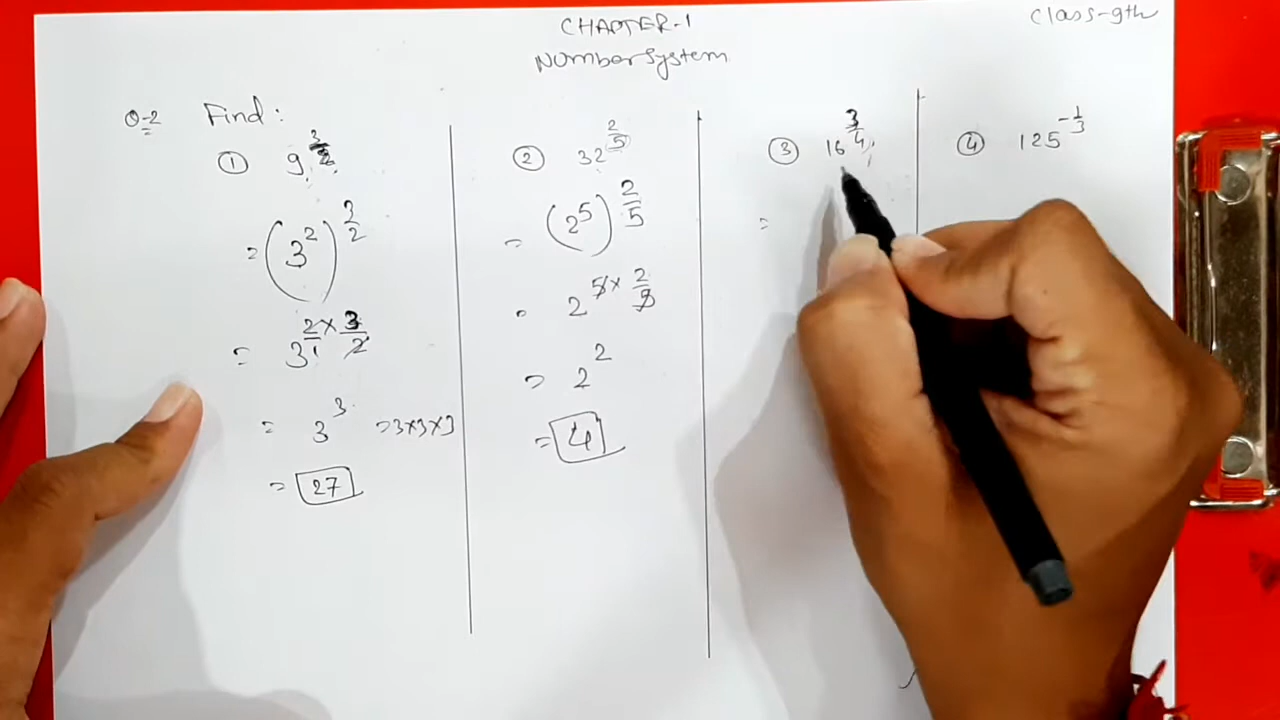 CHAPTER-1
Number System
Class-9th
Q-2 Find:
① 9^(3/2)
= (3^2)^(3/2)
= 3^(2/1 × 3/2)
= 3^3 = 3×3×3
= 27
② 32^(2/5)
= (2^5)^(2/5)
= 2^(5 × 2/5)
= 2^2
= 4
③ 16^(3/4)
=
④ 125^(-1/3)